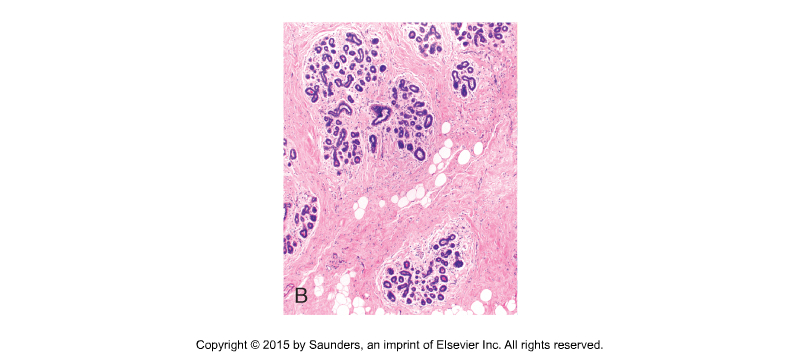 B
Copyright © 2015 by Saunders, an imprint of Elsevier Inc. All rights reserved.